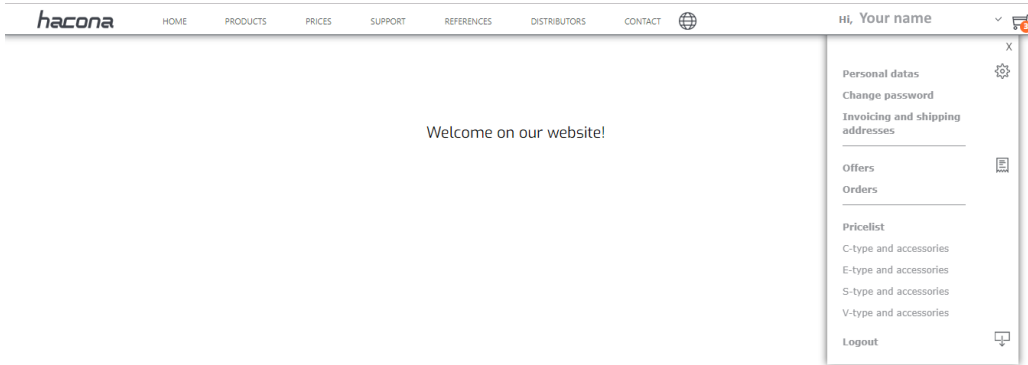 hacona
HOME PRODUCTS PRICES SUPPORT REFERENCES DISTRIBUTORS CONTACT
Hi, Your name
X
Personal datas
Change password
Invoicing and shipping
addresses
Offers
Orders
Pricelist
C-type and accessories
E-type and accessories
S-type and accessories
V-type and accessories
Logout
Welcome on our website!